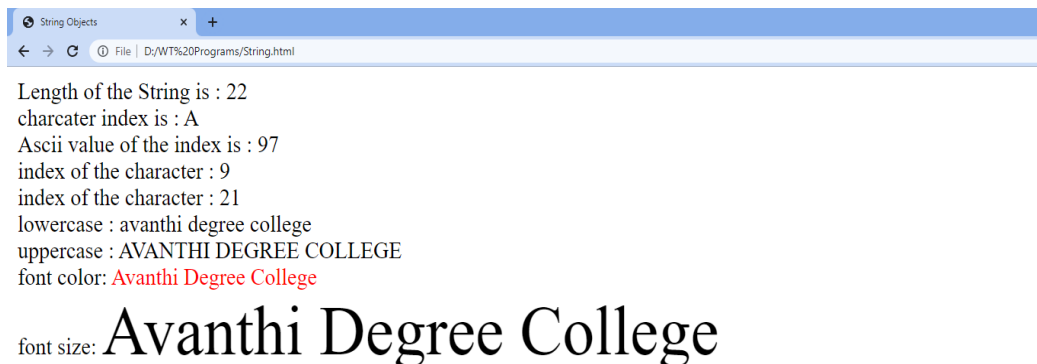 String Objects
File D:/WT%20Programs/String.html
Length of the String is : 22
charcater index is : A
Ascii value of the index is : 97
index of the character : 9
index of the character : 21
lowercase : avanthi degree college
uppercase : AVANTHI DEGREE COLLEGE
font color: Avanthi Degree College
font size: Avanthi Degree College